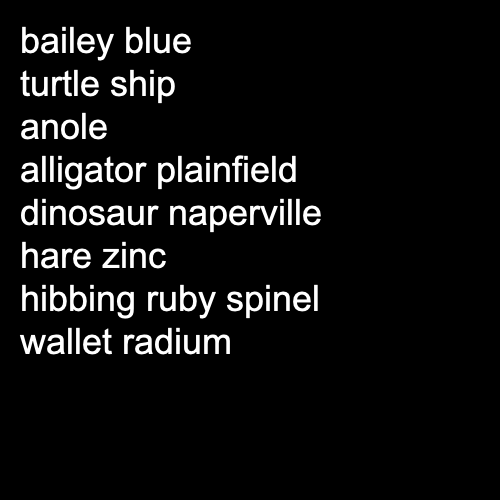 bailey blue
turtle ship
anole
alligator plainfield
dinosaur naperville
hare zinc
hibbing ruby spinel
wallet radium